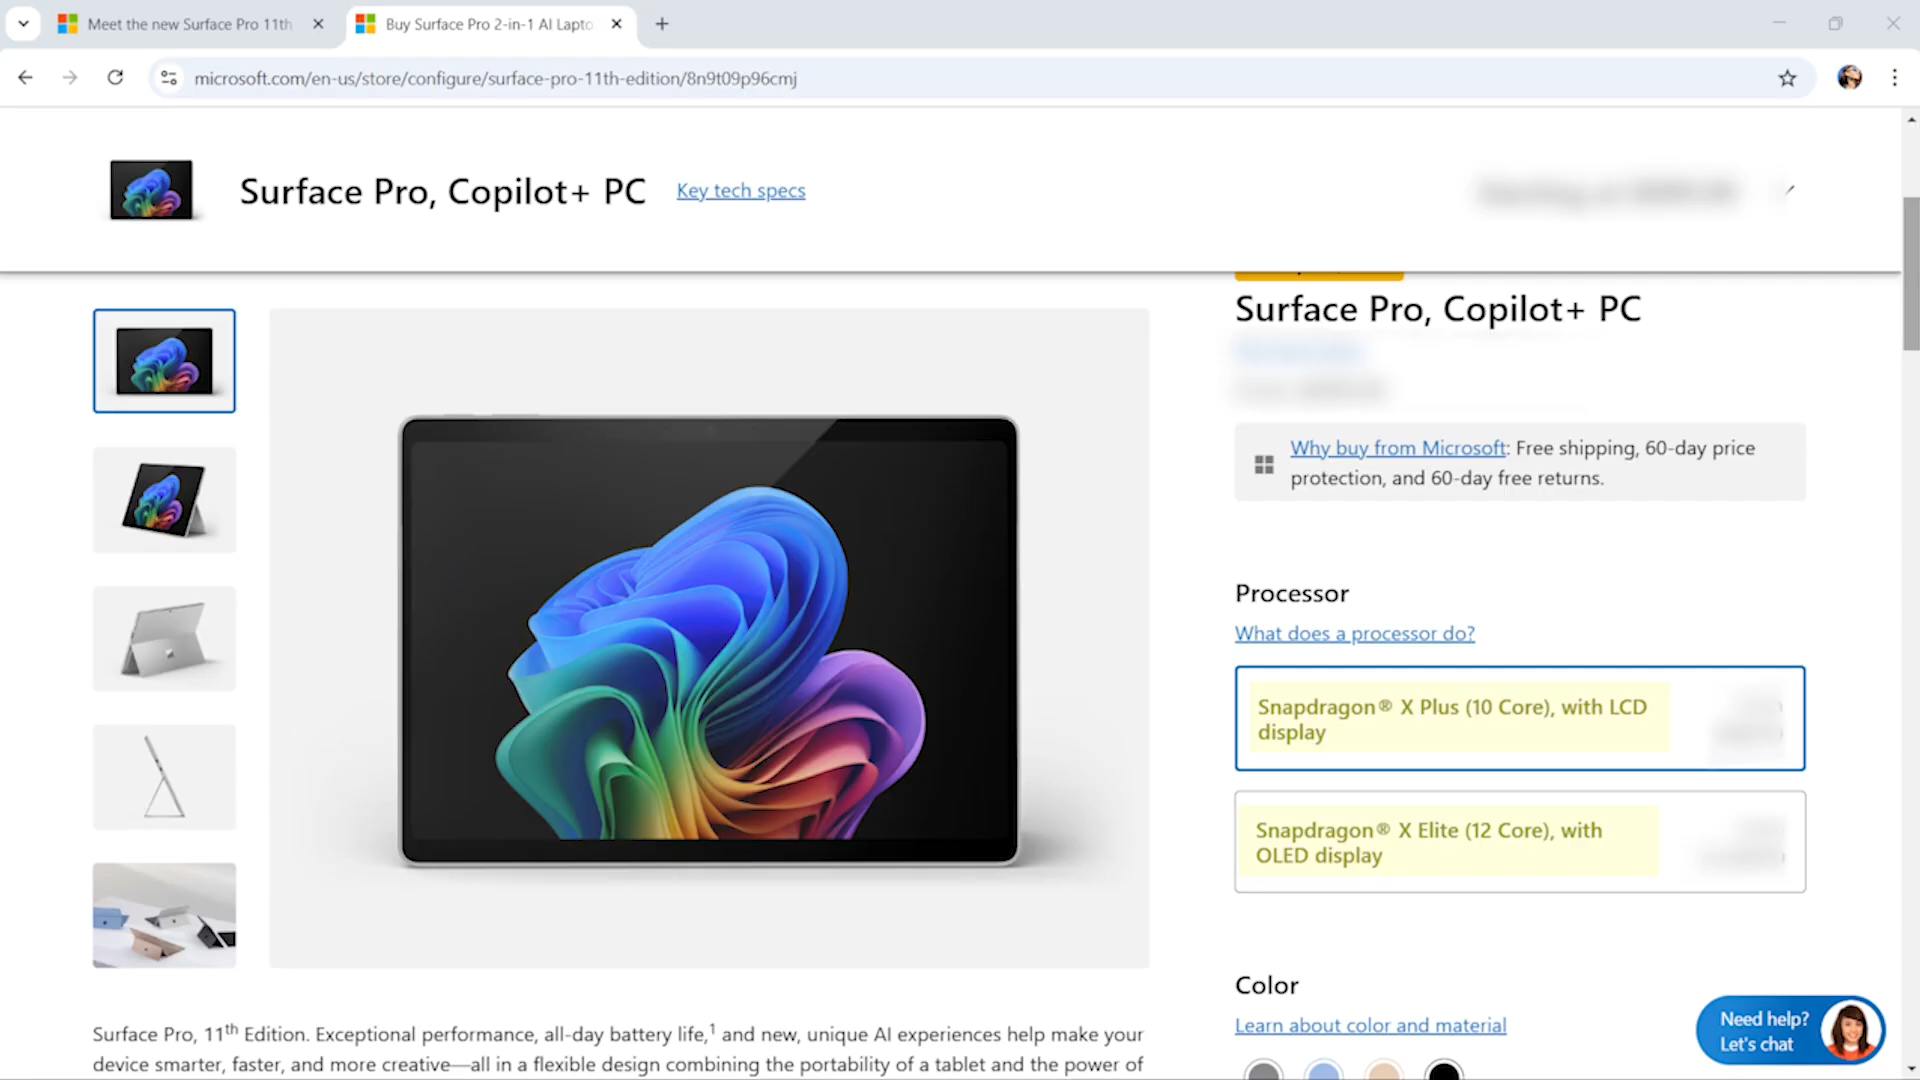 Meet the new Surface Pro 11th
Buy Surface Pro 2-in-1 AI Lapto
microsoft.com/en-us/store/configure/surface-pro-11th-edition/8n9t09p96cmj
Surface Pro, Copilot+ PC
Key tech specs
Surface Pro, Copilot+ PC
Why buy from Microsoft: Free shipping, 60-day price
protection, and 60-day free returns.
Processor
What does a processor do?
Snapdragon® X Plus (10 Core), with LCD
display
Snapdragon® X Elite (12 Core), with
OLED display
Color
Learn about color and material
Surface Pro, 11th Edition. Exceptional performance, all-day battery life,1 and new, unique AI experiences help make your
device smarter, faster, and more creative—all in a flexible design combining the portability of a tablet and the power of
Need help?
Let's chat